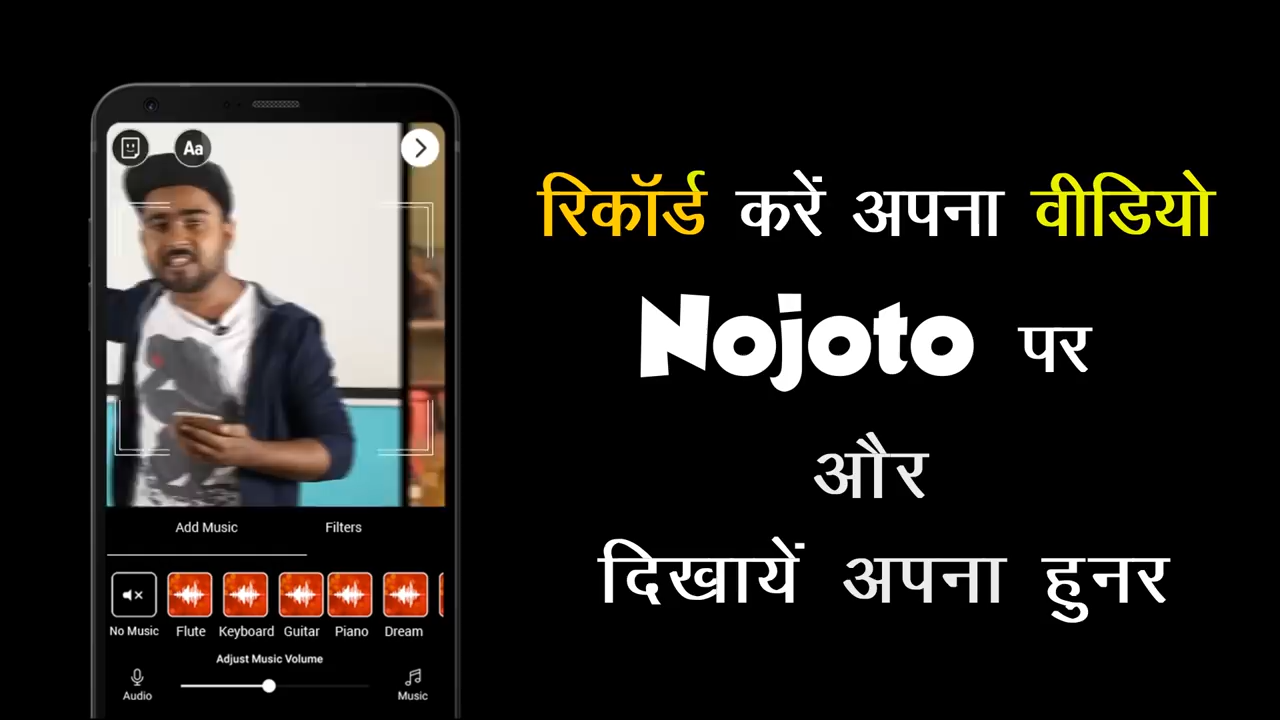 Aa
रिकॉर्ड करें अपना वीडियो
Nojoto पर
और
दिखायें अपना हुनर
Add Music Filters
No Music Flute Keyboard Guitar Piano Dream
Adjust Music Volume
Audio Music